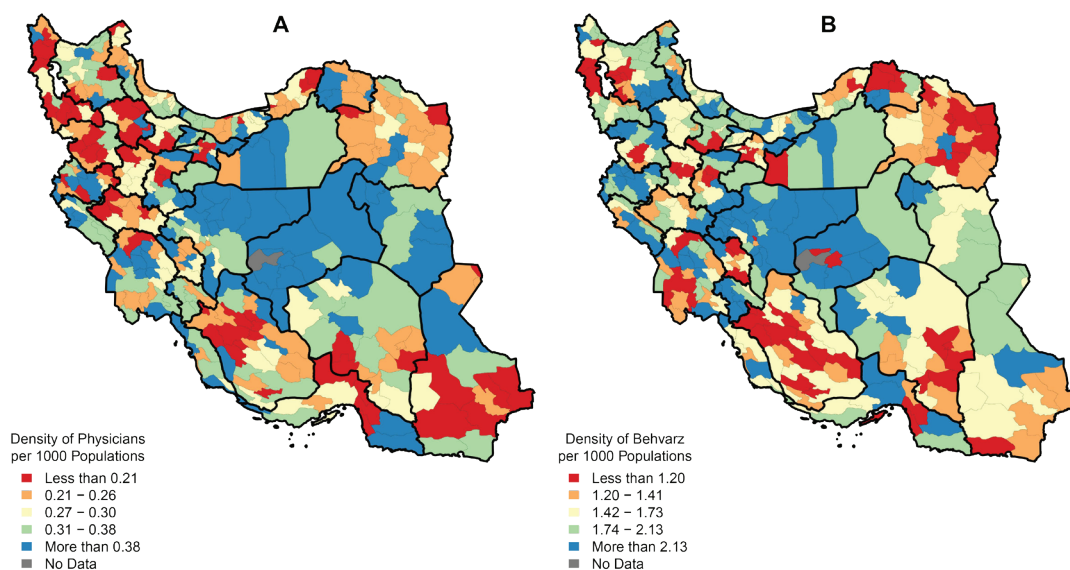 A
B
Density of Physicians
per 1000 Populations
Less than 0.21
0.21 − 0.26
0.27 − 0.30
0.31 − 0.38
More than 0.38
No Data
Density of Behvarz
per 1000 Populations
Less than 1.20
1.20 − 1.41
1.42 − 1.73
1.74 − 2.13
More than 2.13
No Data